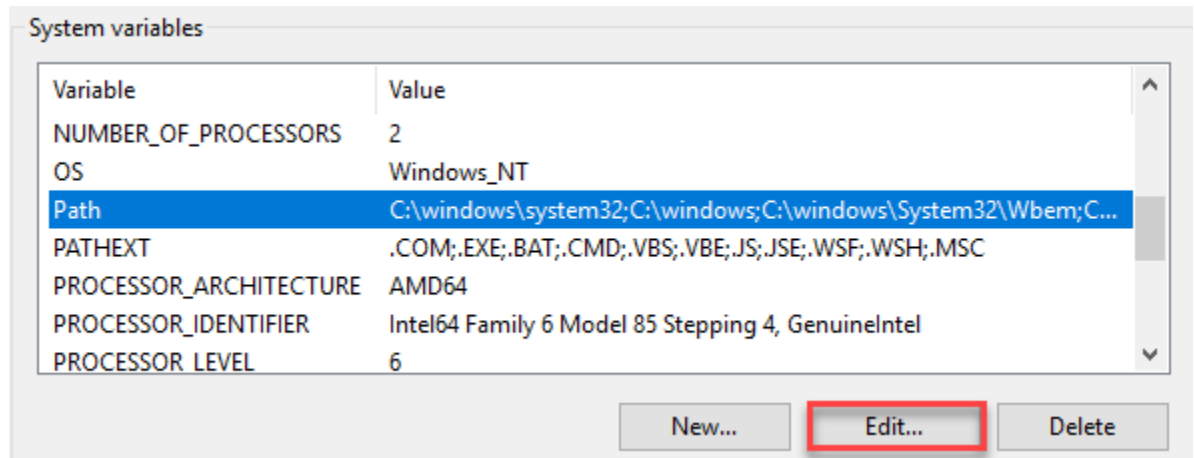 System variables
Variable Value
NUMBER_OF_PROCESSORS 2
OS Windows_NT
Path C:\windows\system32;C:\windows;C:\windows\System32\Wbem;C...
PATHEXT .COM;.EXE;.BAT;.CMD;.VBS;.VBE;.JS;.JSE;.WSF;.WSH;.MSC
PROCESSOR_ARCHITECTURE AMD64
PROCESSOR_IDENTIFIER Intel64 Family 6 Model 85 Stepping 4, GenuineIntel
PROCESSOR_LEVEL 6
New... Edit... Delete